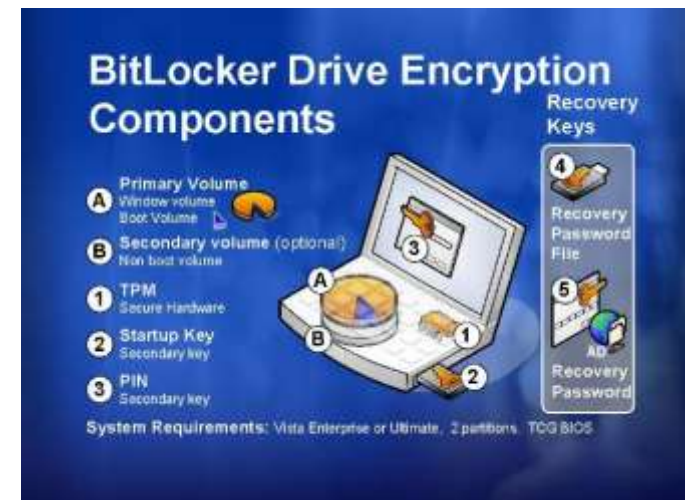 BitLocker Drive Encryption
Components
Recovery
Keys
A
Primary Volume
Window volume
Boot Volume
B
Secondary volume (optional)
Non boot volume
1
TPM
Secure Hardware
2
Startup Key
Secondary key
3
PIN
Secondary key
3
A
B
1
2
4
Recovery
Password
File
5
AD
Recovery
Password
System Requirements: Vista Enterprise or Ultimate, 2 partitions, TCG BIOS